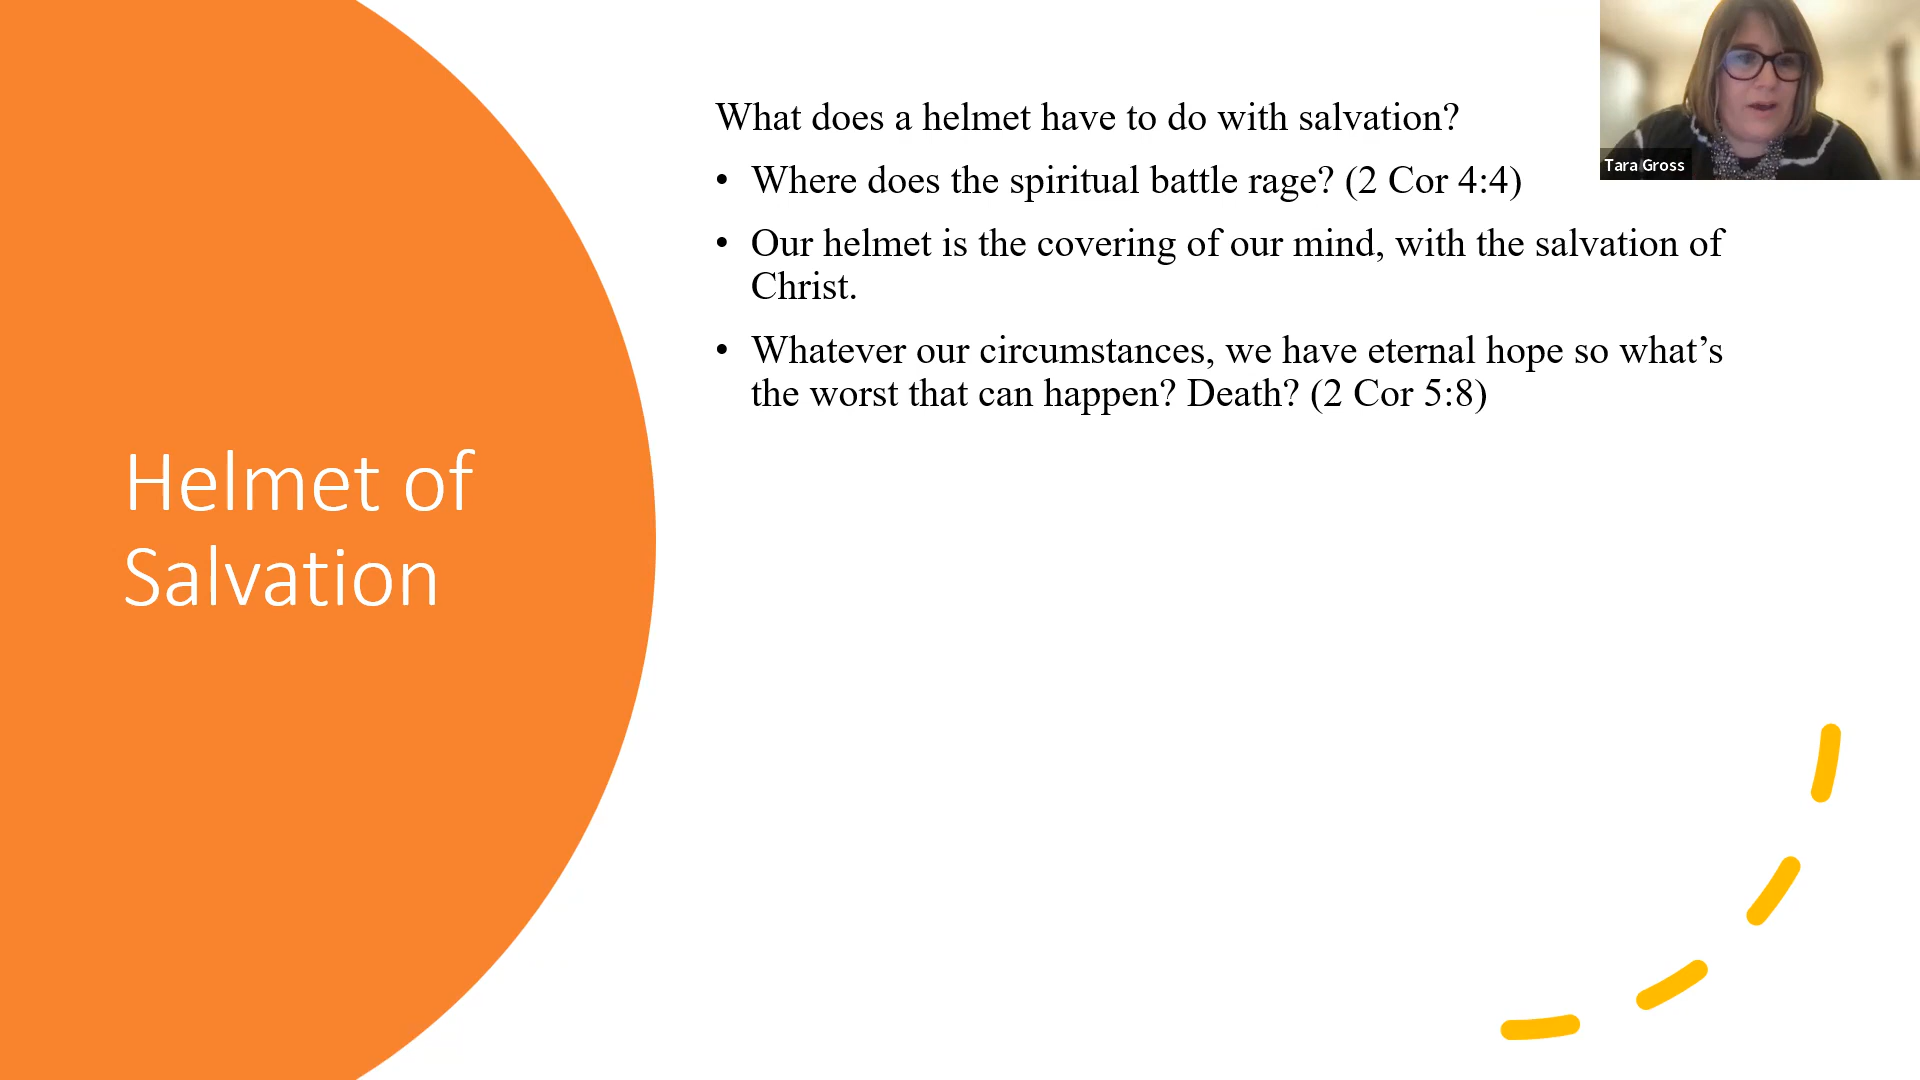 Helmet of
Salvation
What does a helmet have to do with salvation?
• Where does the spiritual battle rage? (2 Cor 4:4)
• Our helmet is the covering of our mind, with the salvation of
Christ.
• Whatever our circumstances, we have eternal hope so what’s
the worst that can happen? Death? (2 Cor 5:8)
Tara Gross